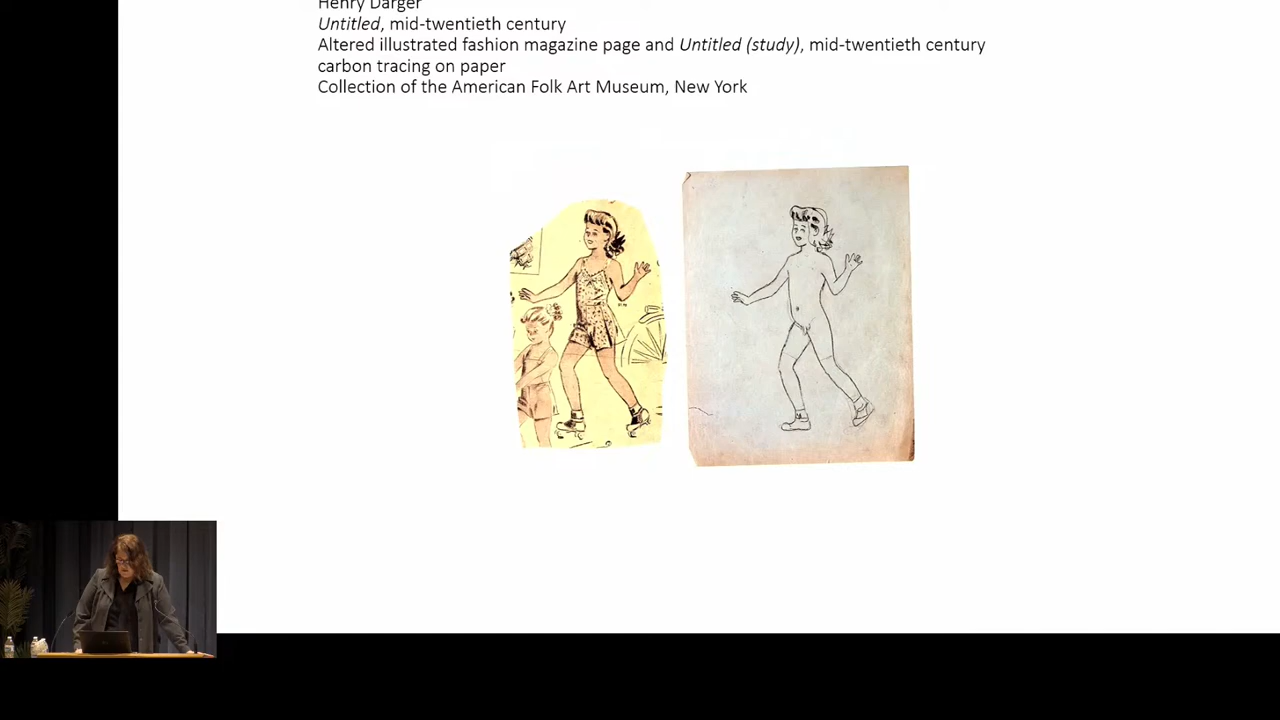 Henry Darger
Untitled, mid-twentieth century
Altered illustrated fashion magazine page and Untitled (study), mid-twentieth century
carbon tracing on paper
Collection of the American Folk Art Museum, New York